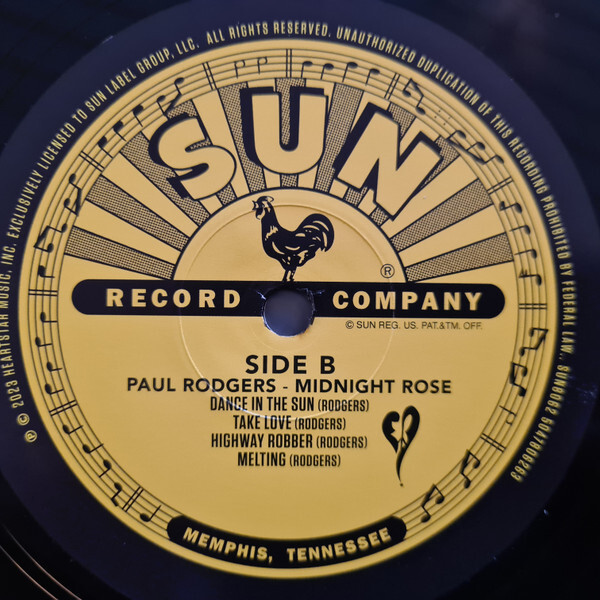 ℗ © 2023 HEARTSTAR MUSIC, INC. EXCLUSIVELY LICENSED TO SUN LABEL GROUP, LLC. ALL RIGHTS RESERVED. UNAUTHORIZED DUPLICATION OF THIS RECORDING PROHIBITED BY FEDERAL LAW.. SUN8062 5047806263
SUN
®
RECORD COMPANY
© SUN REG. US. PAT.&TM. OFF.
SIDE B
PAUL RODGERS - MIDNIGHT ROSE
DANCE IN THE SUN (RODGERS)
TAKE LOVE (RODGERS)
HIGHWAY ROBBER (RODGERS)
MELTING (RODGERS)
MEMPHIS, TENNESSEE